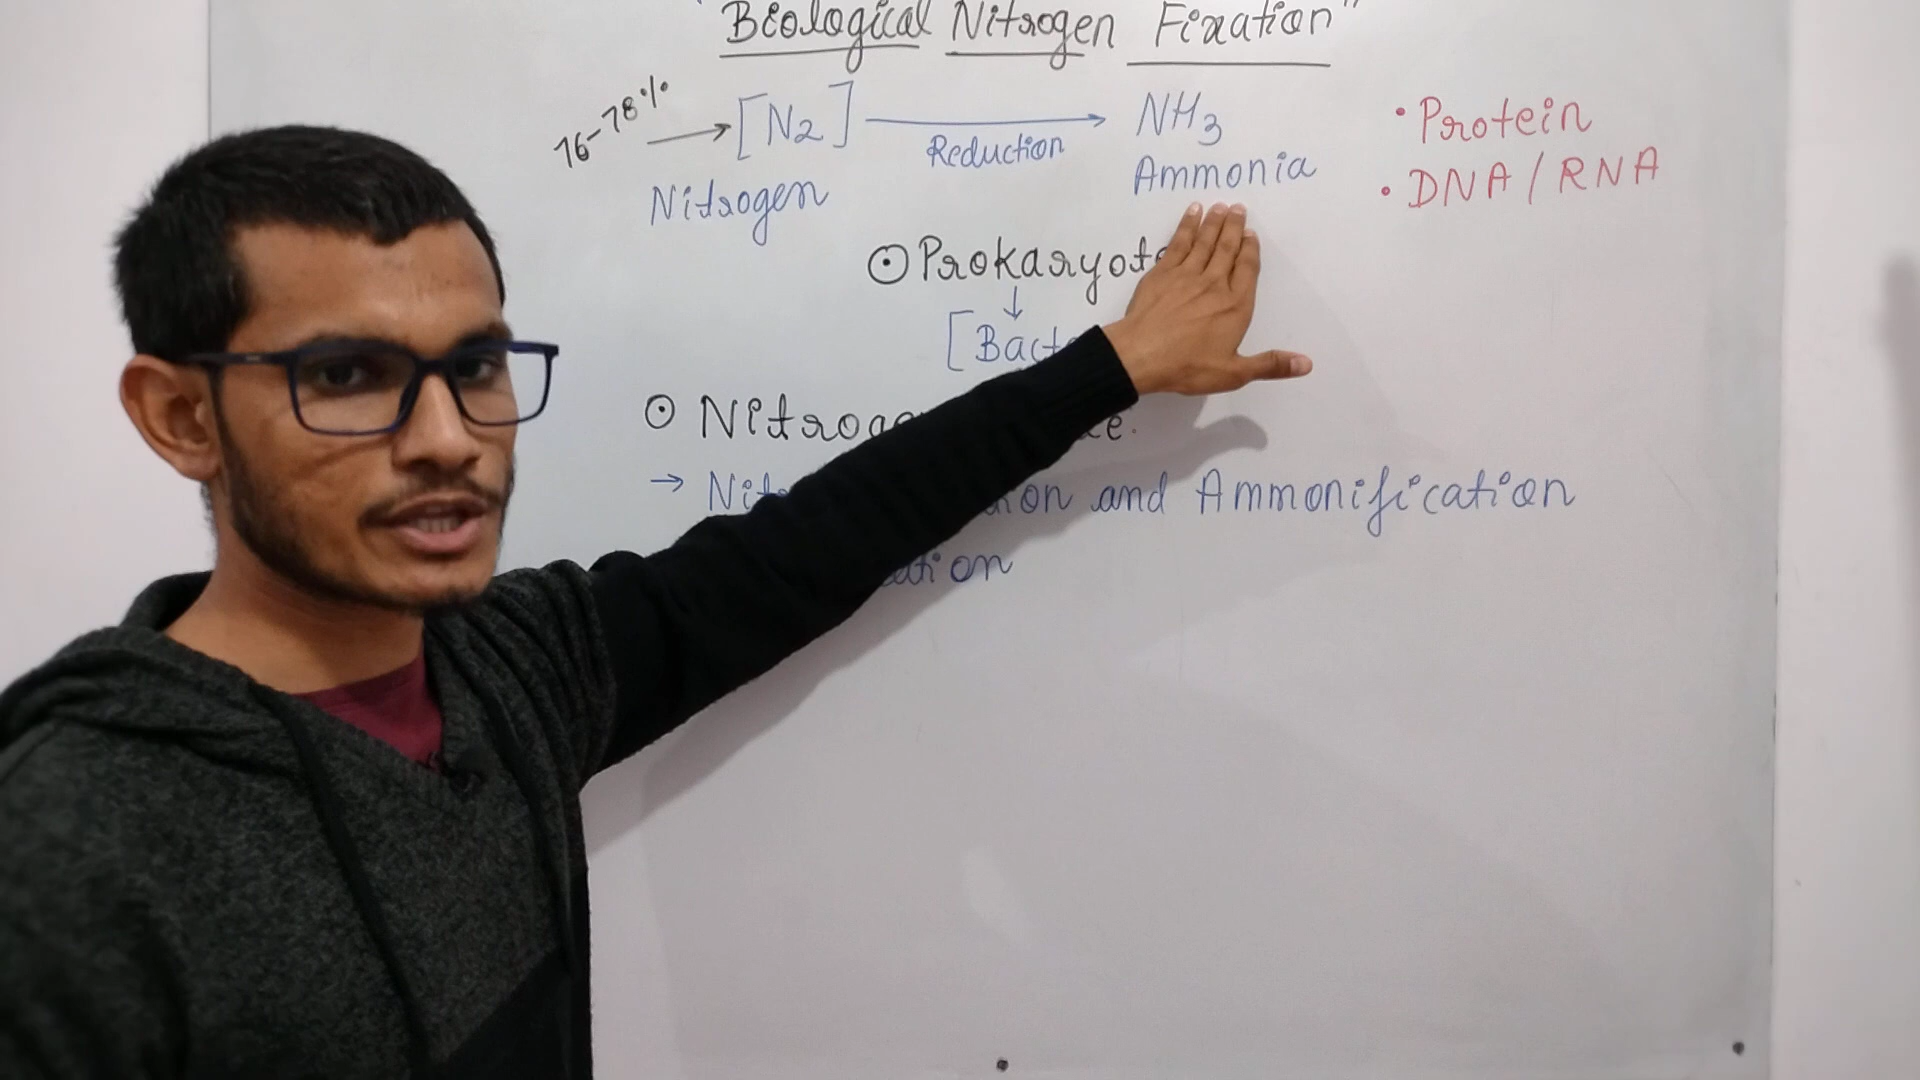 "Biological Nitrogen Fixation"
76-78% → [N2] → NH3
Reduction
Nitrogen
Ammonia
• Protein
• DNA / RNA
⊙ Prokaryote
↓
[Bact
⊙ Nitrog e.
→ Nit on and Ammonification
ation